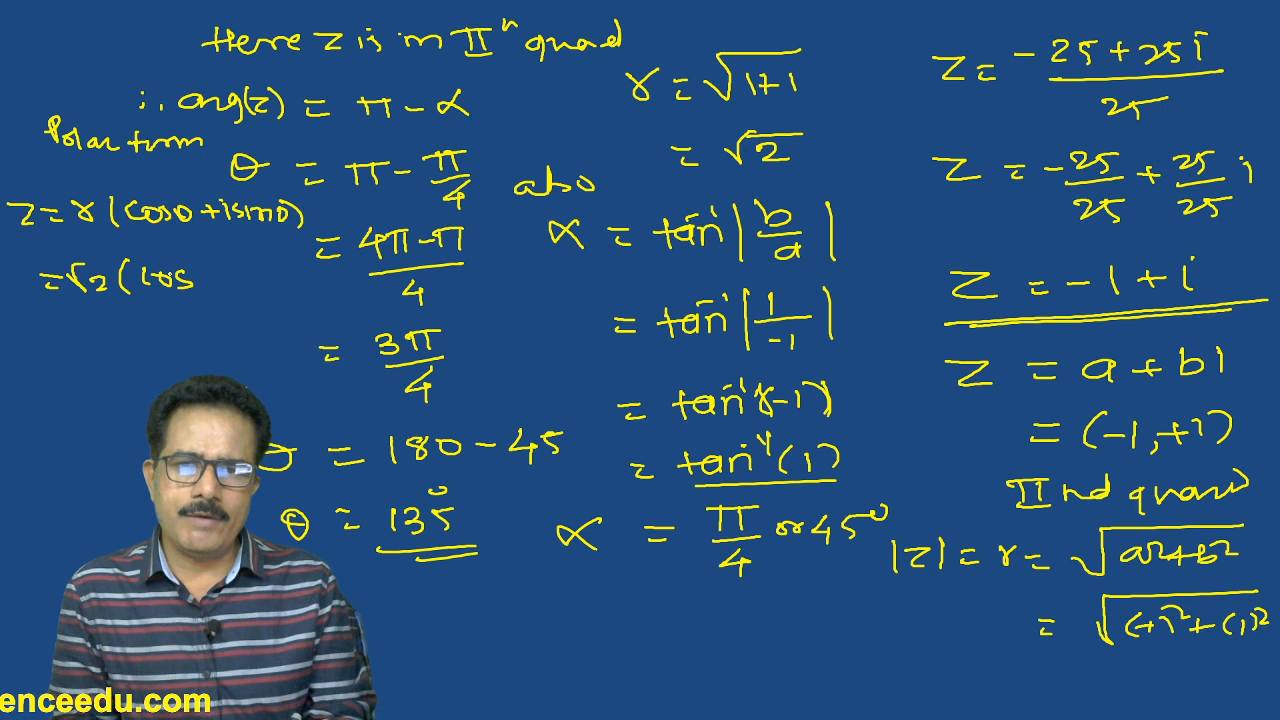 Z = -25+25i / 25
Z = -25/25 + 25/25 i
Z = -1+i
Z = a+bi
= (-1,+1)
II nd quad
|Z| = r = √a²+b²
= √(-1)²+(1)²
r = √1+1
= √2
also
α = tan⁻¹|b/a|
= tan⁻¹|1/-1|
= tan⁻¹(-1)
= tan⁻¹(1)
α = π/4 or 45°
Here Z is in IIⁿ quad
∴ arg(z) = π-α
θ = π-π/4
= 4π-π/4
= 3π/4
= 180-45
θ = 135°
Polar form
Z=r(cosθ+isinθ)
=√2(cos
enceedu.com